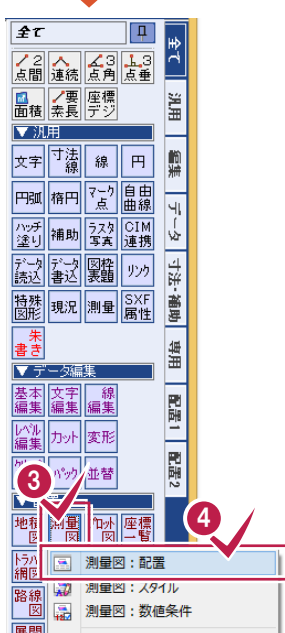 全て
点間 連続 点角 点垂
面積 要素長 座標デジ
▼ 汎用
文字 寸法線 線 円
円弧 楕円 マーク点 自由曲線
ハッチ塗り 補助 ラスタ写真 CIM連携
データ読込 データ書込 図枠表題 リンク
特殊図形 現況 測量 SXF属性
朱書き
▼ データ編集
基本編集 文字編集 線編集
レベル編集 カット 変形
パック 並替
3
4
地積図 測量図 プロット図 座標一覧
トラバ網図
測量図：配置
測量図：スタイル
路線図
測量図：数値条件
展開
全て
汎用
編集
データ
寸法・補助
専用
配置1
配置2